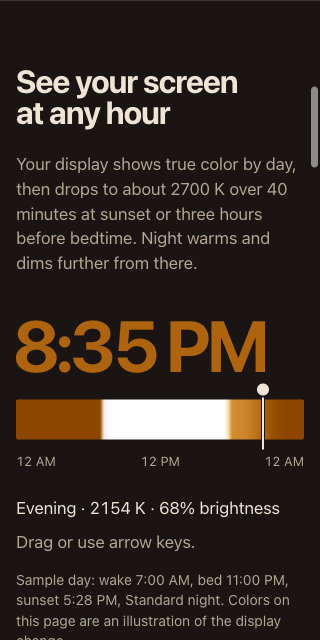 See your screen
at any hour
Your display shows true color by day,
then drops to about 2700 K over 40
minutes at sunset or three hours
before bedtime. Night warms and
dims further from there.
8:35 PM
12 AM
12 PM
12 AM
Evening · 2154 K · 68% brightness
Drag or use arrow keys.
Sample day: wake 7:00 AM, bed 11:00 PM,
sunset 5:28 PM, Standard night. Colors on
this page are an illustration of the display